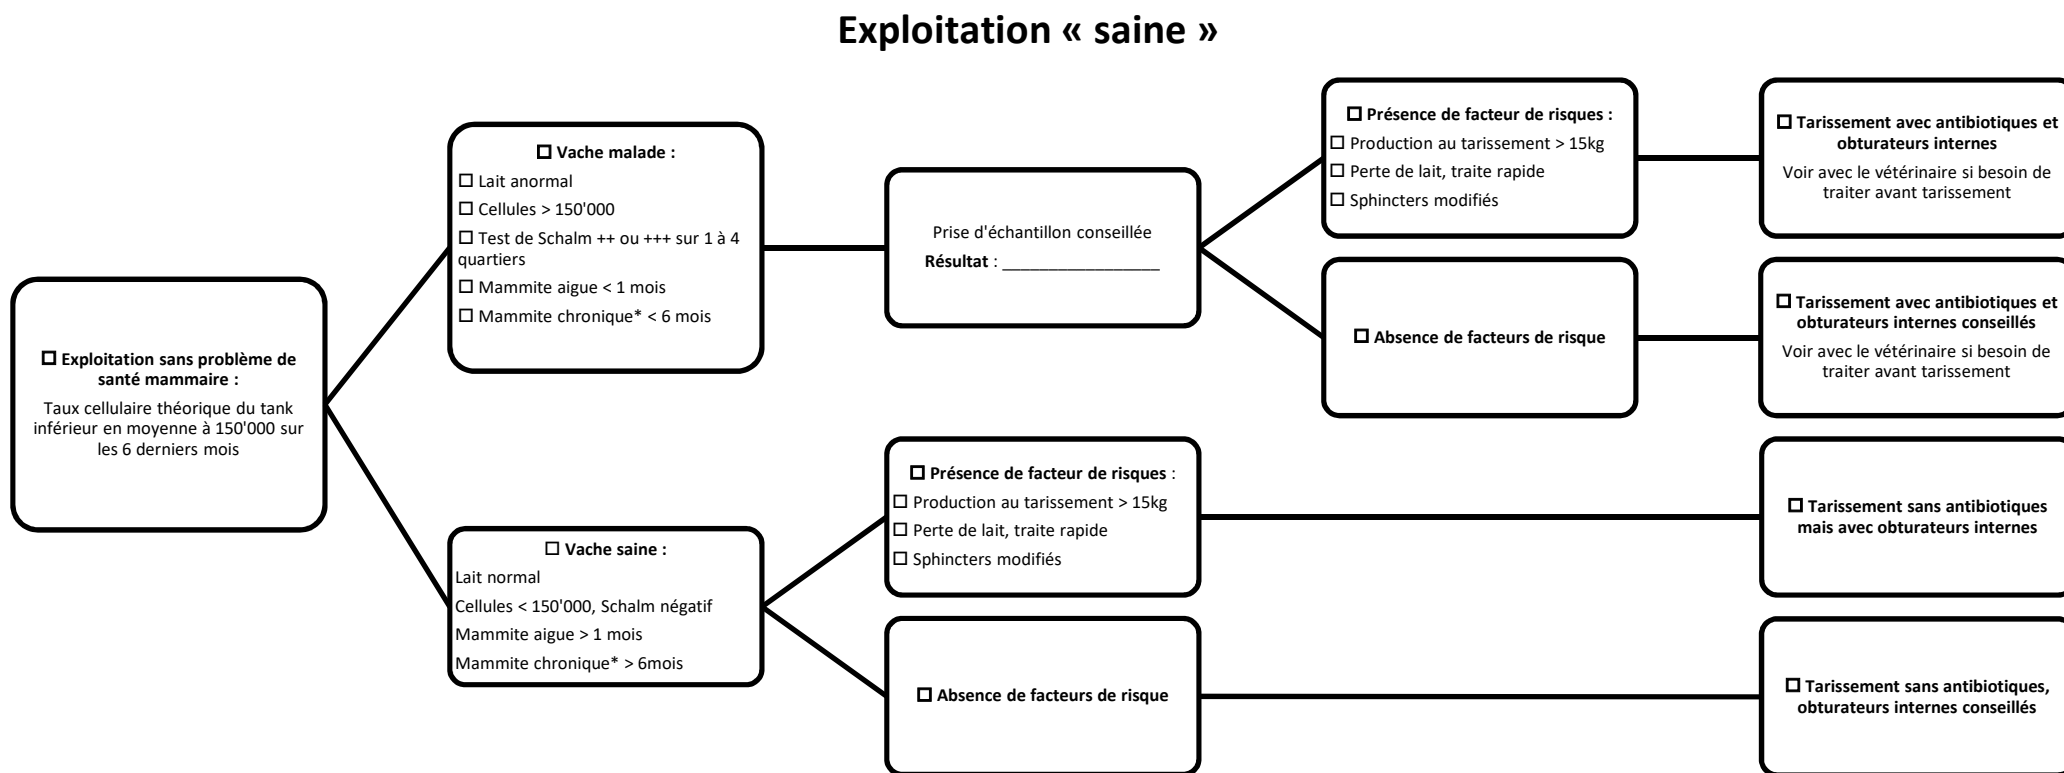 Exploitation « saine »
☐ Exploitation sans problème de
santé mammaire :
Taux cellulaire théorique du tank
inférieur en moyenne à 150'000 sur
les 6 derniers mois
☐ Vache malade :
☐ Lait anormal
☐ Cellules > 150'000
☐ Test de Schalm ++ ou +++ sur 1 à 4
quartiers
☐ Mammite aigue < 1 mois
☐ Mammite chronique* < 6 mois
Prise d'échantillon conseillée
Résultat : _________________
☐ Présence de facteur de risques :
☐ Production au tarissement > 15kg
☐ Perte de lait, traite rapide
☐ Sphincters modifiés
☐ Tarissement avec antibiotiques et
obturateurs internes
Voir avec le vétérinaire si besoin de
traiter avant tarissement
☐ Absence de facteurs de risque
☐ Tarissement avec antibiotiques et
obturateurs internes conseillés
Voir avec le vétérinaire si besoin de
traiter avant tarissement
☐ Vache saine :
Lait normal
Cellules < 150'000, Schalm négatif
Mammite aigue > 1 mois
Mammite chronique* > 6mois
☐ Présence de facteur de risques :
☐ Production au tarissement > 15kg
☐ Perte de lait, traite rapide
☐ Sphincters modifiés
☐ Tarissement sans antibiotiques
mais avec obturateurs internes
☐ Absence de facteurs de risque
☐ Tarissement sans antibiotiques,
obturateurs internes conseillés